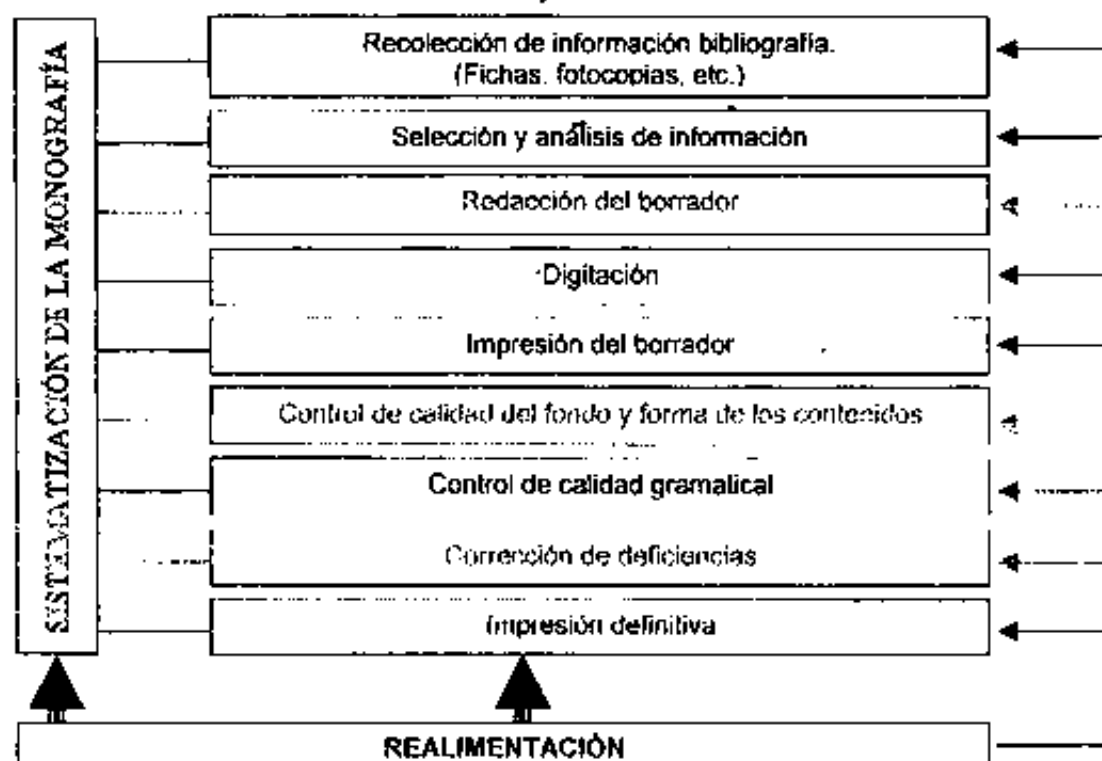 SISTEMATIZACIÓN DE LA MONOGRAFÍA
Recolección de información bibliografía.
(Fichas, fotocopias, etc.)
Selección y análisis de información
Redacción del borrador
Digitación
Impresión del borrador
Control de calidad del fondo y forma de los contenidos
Control de calidad gramatical
Corrección de deficiencias
Impresión definitiva
REALIMENTACIÓN